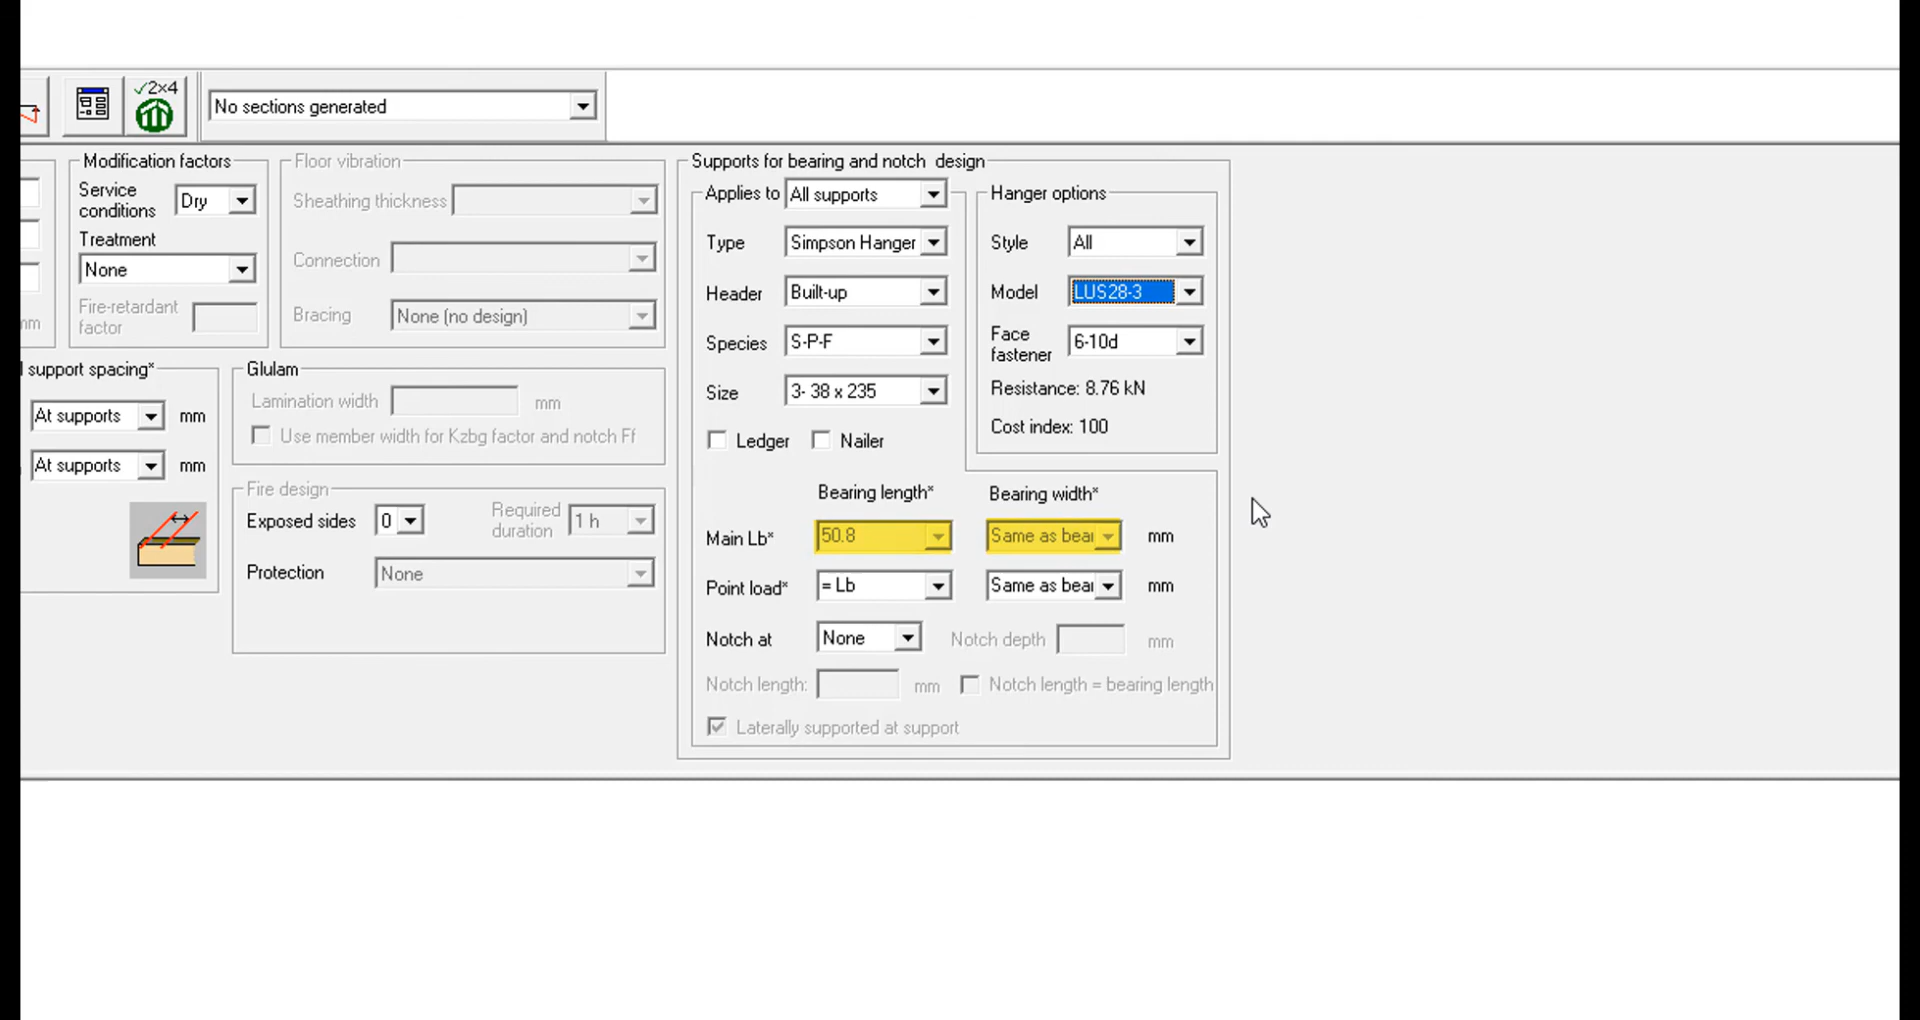 ✓2×4
No sections generated
Modification factors
Service conditions Dry
Treatment
None
Fire-retardant factor
mm
support spacing*
At supports mm
At supports mm
Floor vibration
Sheathing thickness
Connection
Bracing None (no design)
Glulam
Lamination width mm
Use member width for Kzbg factor and notch Ff
Fire design
Exposed sides 0 Required duration 1 h
Protection None
Supports for bearing and notch design
Applies to All supports
Type Simpson Hanger
Header Built-up
Species S-P-F
Size 3- 38 x 235
Ledger Nailer
Hanger options
Style All
Model LUS28-3
Face fastener 6-10d
Resistance: 8.76 kN
Cost index: 100
Bearing length* Bearing width*
Main Lb* 50.8 Same as bear mm
Point load* = Lb Same as bear mm
Notch at None Notch depth mm
Notch length: mm Notch length = bearing length
Laterally supported at support